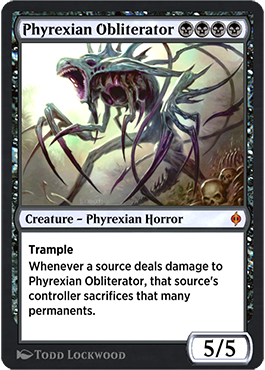 Phyrexian Obliterator
Creature – Phyrexian Horror
Trample
Whenever a source deals damage to
Phyrexian Obliterator, that source's
controller sacrifices that many
permanents.
Todd Lockwood
5/5